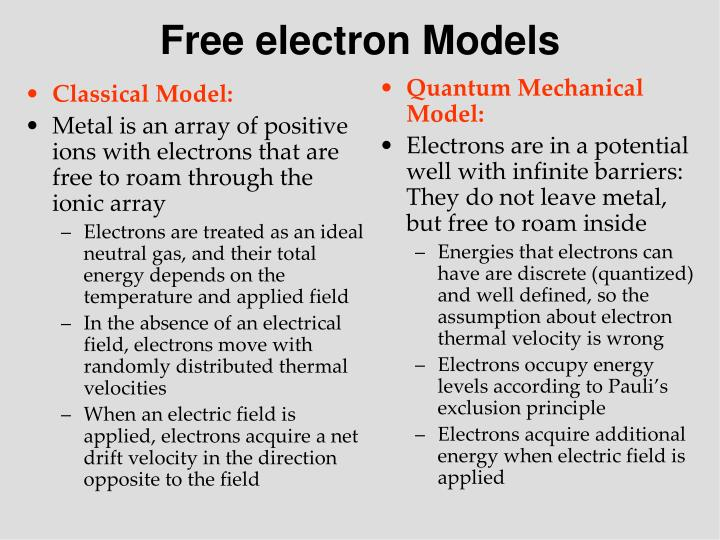 Free electron Models
• Classical Model:
• Metal is an array of positive
ions with electrons that are
free to roam through the
ionic array
– Electrons are treated as an ideal
neutral gas, and their total
energy depends on the
temperature and applied field
– In the absence of an electrical
field, electrons move with
randomly distributed thermal
velocities
– When an electric field is
applied, electrons acquire a net
drift velocity in the direction
opposite to the field
• Quantum Mechanical
Model:
• Electrons are in a potential
well with infinite barriers:
They do not leave metal,
but free to roam inside
– Energies that electrons can
have are discrete (quantized)
and well defined, so the
assumption about electron
thermal velocity is wrong
– Electrons occupy energy
levels according to Pauli’s
exclusion principle
– Electrons acquire additional
energy when electric field is
applied